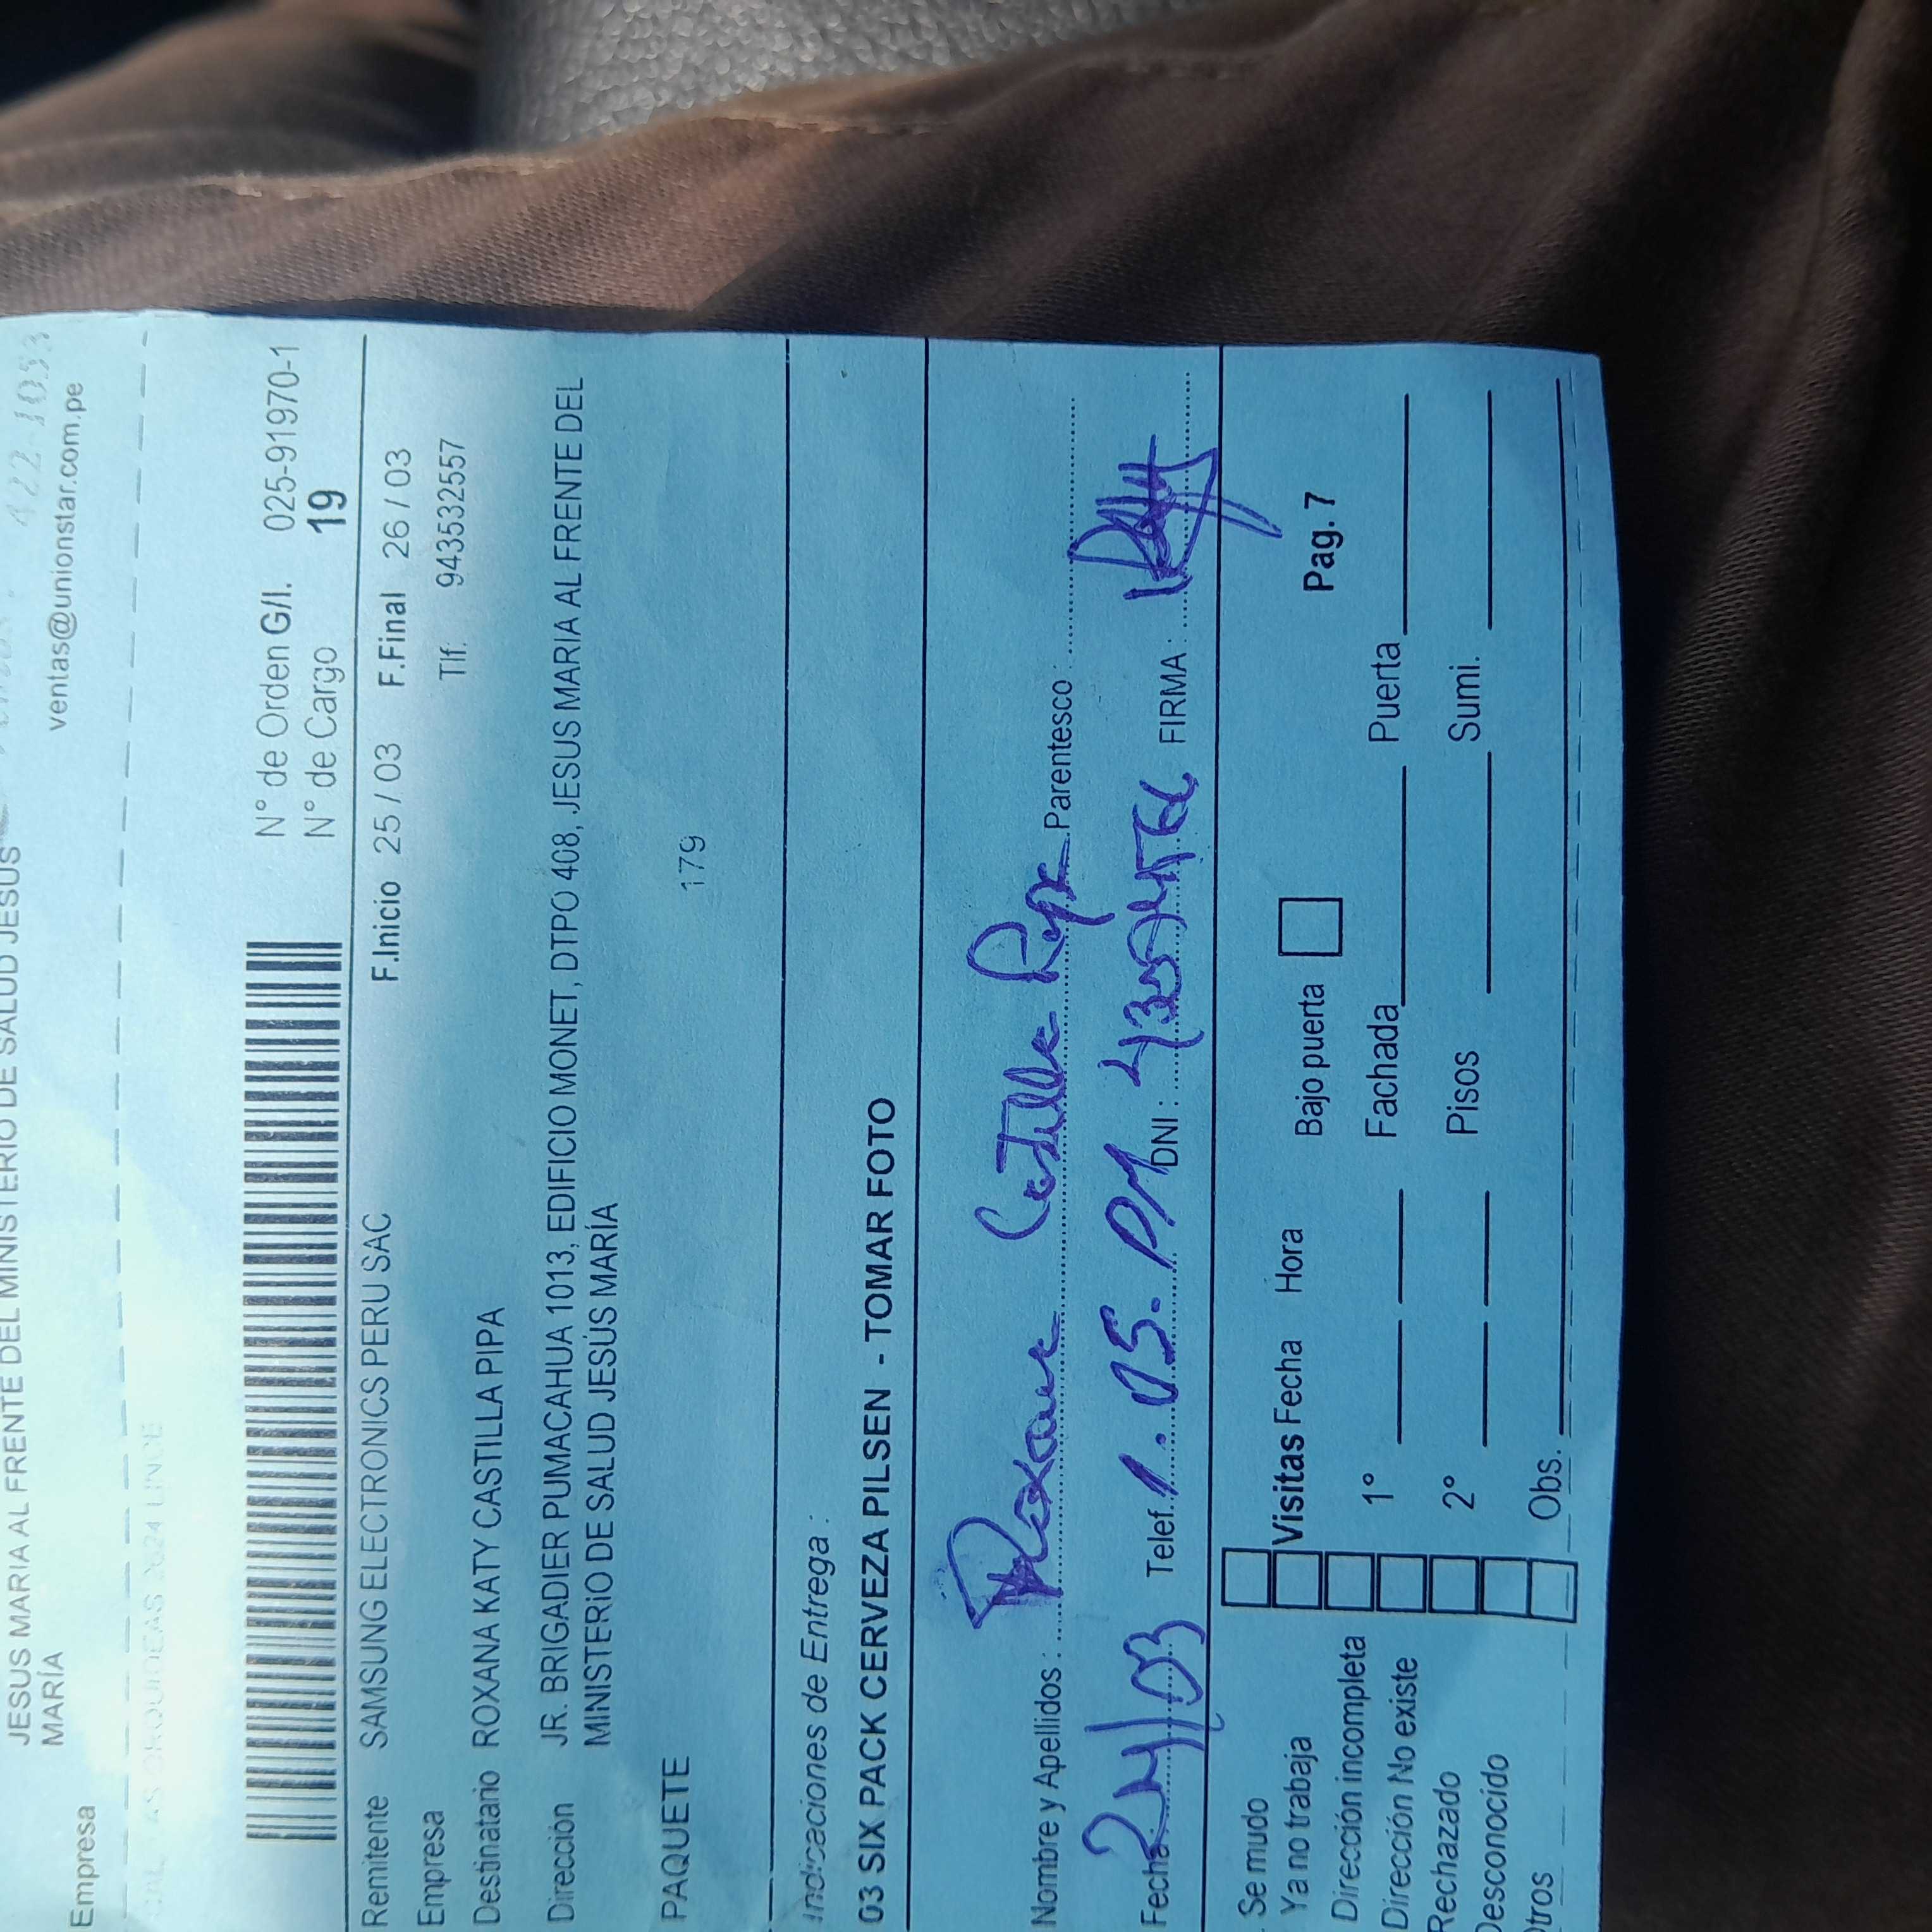 JESUS MARIA AL FRENTE DEL MINISTERIO DE SALUD JESUS
MARÍA
Empresa
ventas@unionstar.com.pe
N° de Orden G/I. 025-91970-1
N° de Cargo 19
Remitente SAMSUNG ELECTRONICS PERU SAC F.Inicio 25 / 03 F.Final 26 / 03
Empresa Tlf: 943532557
Destinatario ROXANA KATY CASTILLA PIPA
Dirección JR. BRIGADIER PUMACAHUA 1013, EDIFICIO MONET, DTPO 408, JESUS MARIA AL FRENTE DEL
MINISTERIO DE SALUD JESÚS MARÍA
PAQUETE 179
Indicaciones de Entrega :
03 SIX PACK CERVEZA PILSEN - TOMAR FOTO
Nombre y Apellidos : Roxana Castilla Pipa Parentesco :
Fecha 24/03 Telef. 1.05.PM DNI : FIRMA :
Se mudo
Ya no trabaja Visitas Fecha Hora Bajo puerta Pag. 7
Dirección incompleta
Dirección No existe 1° Fachada Puerta
Rechazado
Desconocido 2° Pisos Sumi.
Otros Obs.